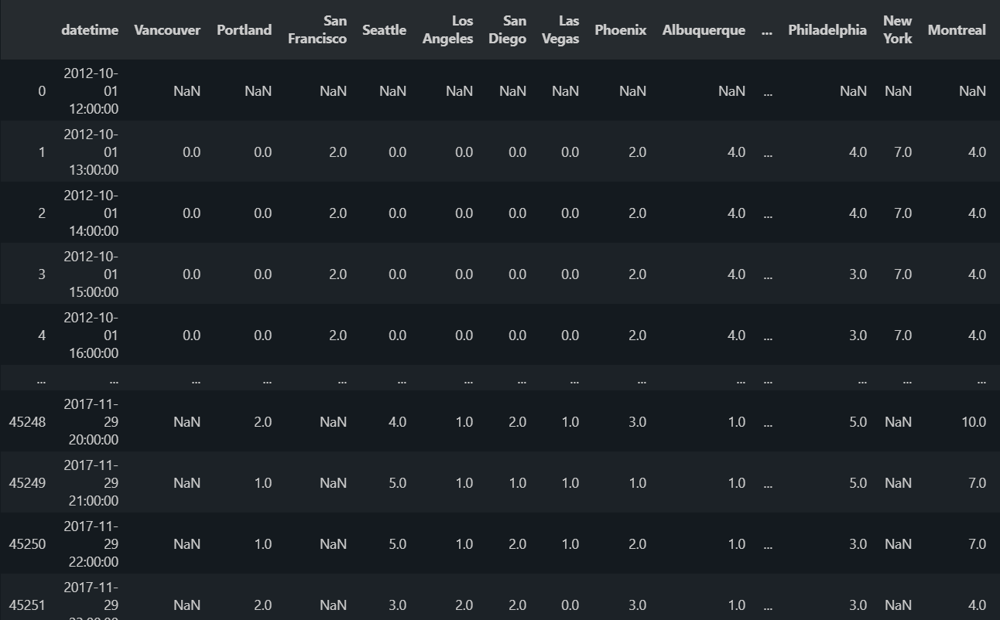 datetime Vancouver Portland San Francisco Seattle Los Angeles San Diego Las Vegas Phoenix Albuquerque ... Philadelphia New York Montreal
0 2012-10-01 12:00:00 NaN NaN NaN NaN NaN NaN NaN NaN NaN ... NaN NaN NaN
1 2012-10-01 13:00:00 0.0 0.0 2.0 0.0 0.0 0.0 0.0 2.0 4.0 ... 4.0 7.0 4.0
2 2012-10-01 14:00:00 0.0 0.0 2.0 0.0 0.0 0.0 0.0 2.0 4.0 ... 4.0 7.0 4.0
3 2012-10-01 15:00:00 0.0 0.0 2.0 0.0 0.0 0.0 0.0 2.0 4.0 ... 3.0 7.0 4.0
4 2012-10-01 16:00:00 0.0 0.0 2.0 0.0 0.0 0.0 0.0 2.0 4.0 ... 3.0 7.0 4.0
... ... ... ... ... ... ... ... ... ... ... ... ... ... ...
45248 2017-11-29 20:00:00 NaN 2.0 NaN 4.0 1.0 2.0 1.0 3.0 1.0 ... 5.0 NaN 10.0
45249 2017-11-29 21:00:00 NaN 1.0 NaN 5.0 1.0 1.0 1.0 1.0 1.0 ... 5.0 NaN 7.0
45250 2017-11-29 22:00:00 NaN 1.0 NaN 5.0 1.0 2.0 1.0 2.0 1.0 ... 3.0 NaN 7.0
45251 2017-11-29 NaN 2.0 NaN 3.0 2.0 2.0 0.0 3.0 1.0 ... 3.0 NaN 4.0